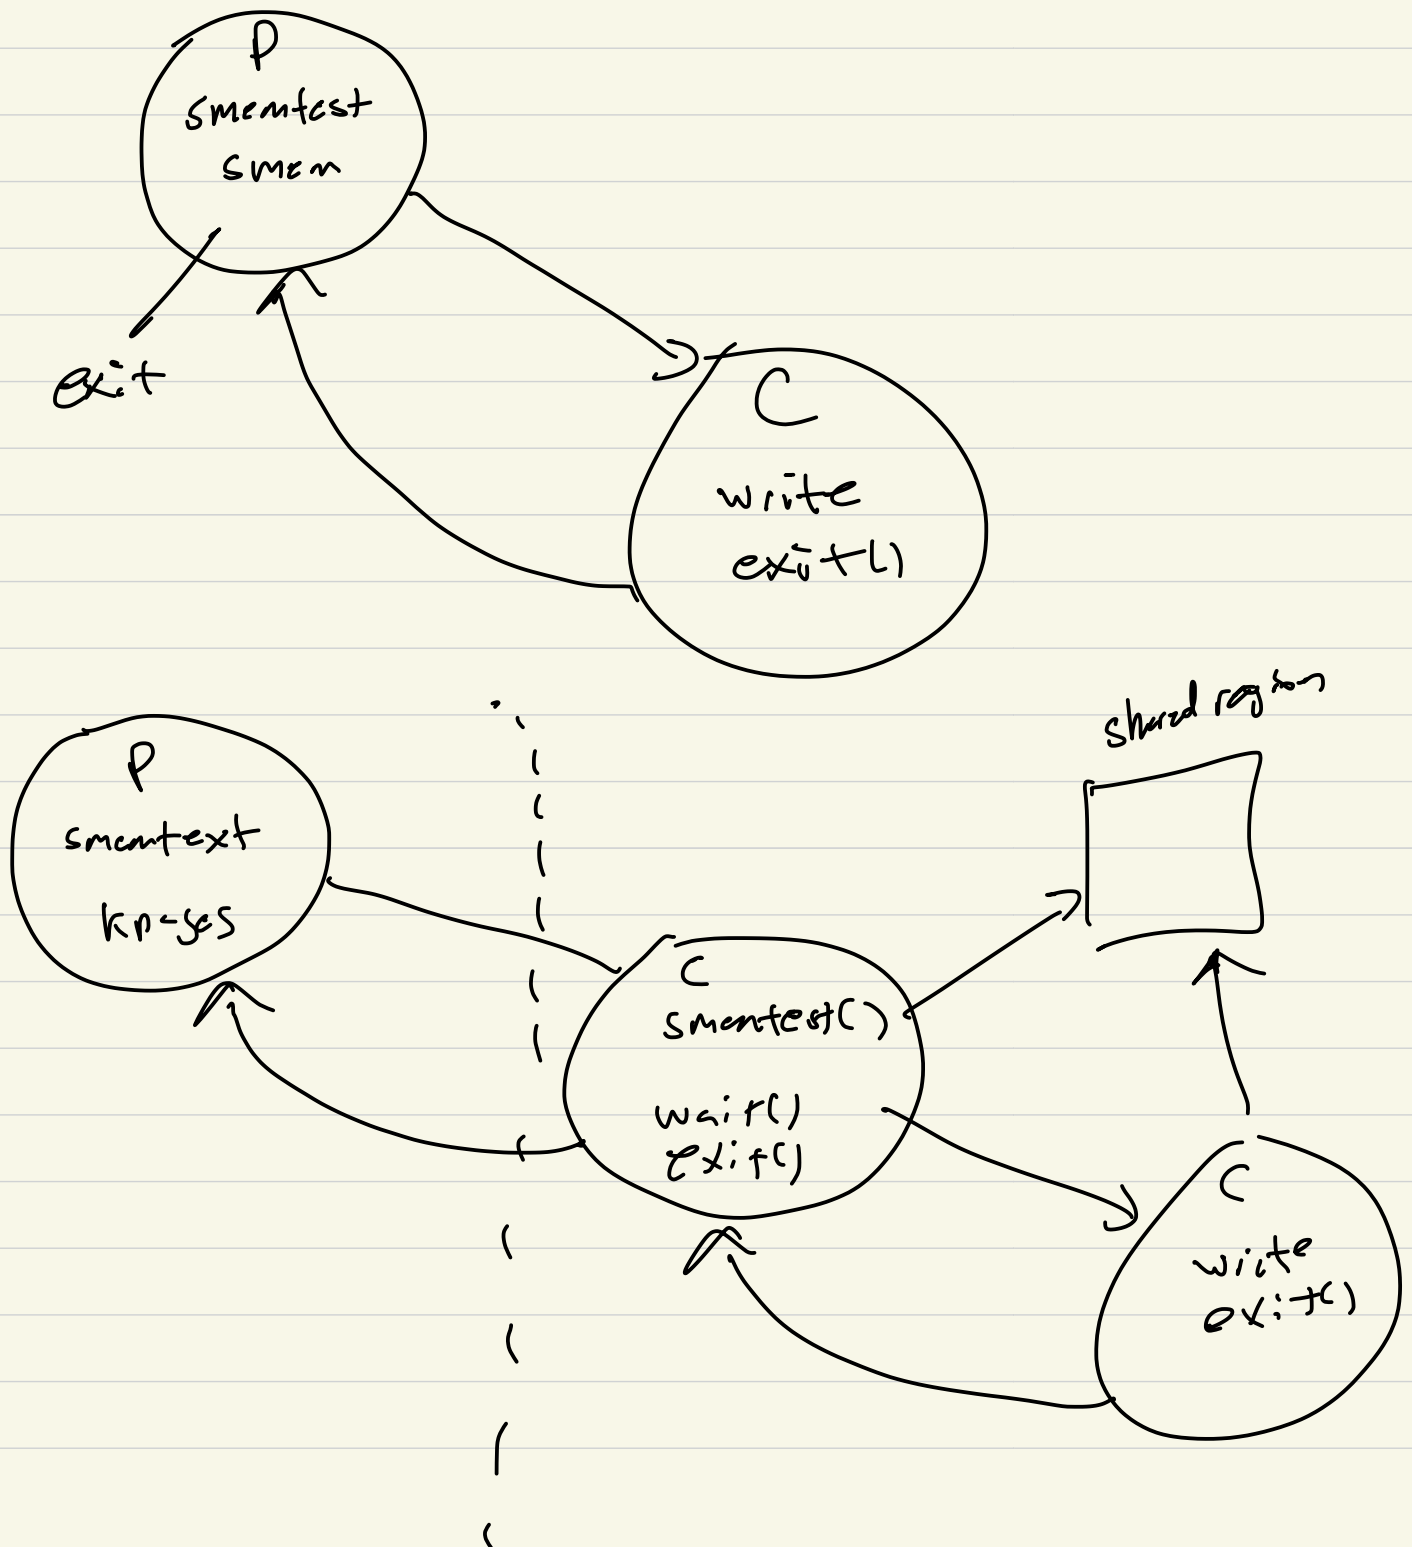 P
smemtest
smem
exit
C
write
exit()
shared region
P
smemtext
kpages
C
smemtest()
wait()
exit()
C
write
exit()